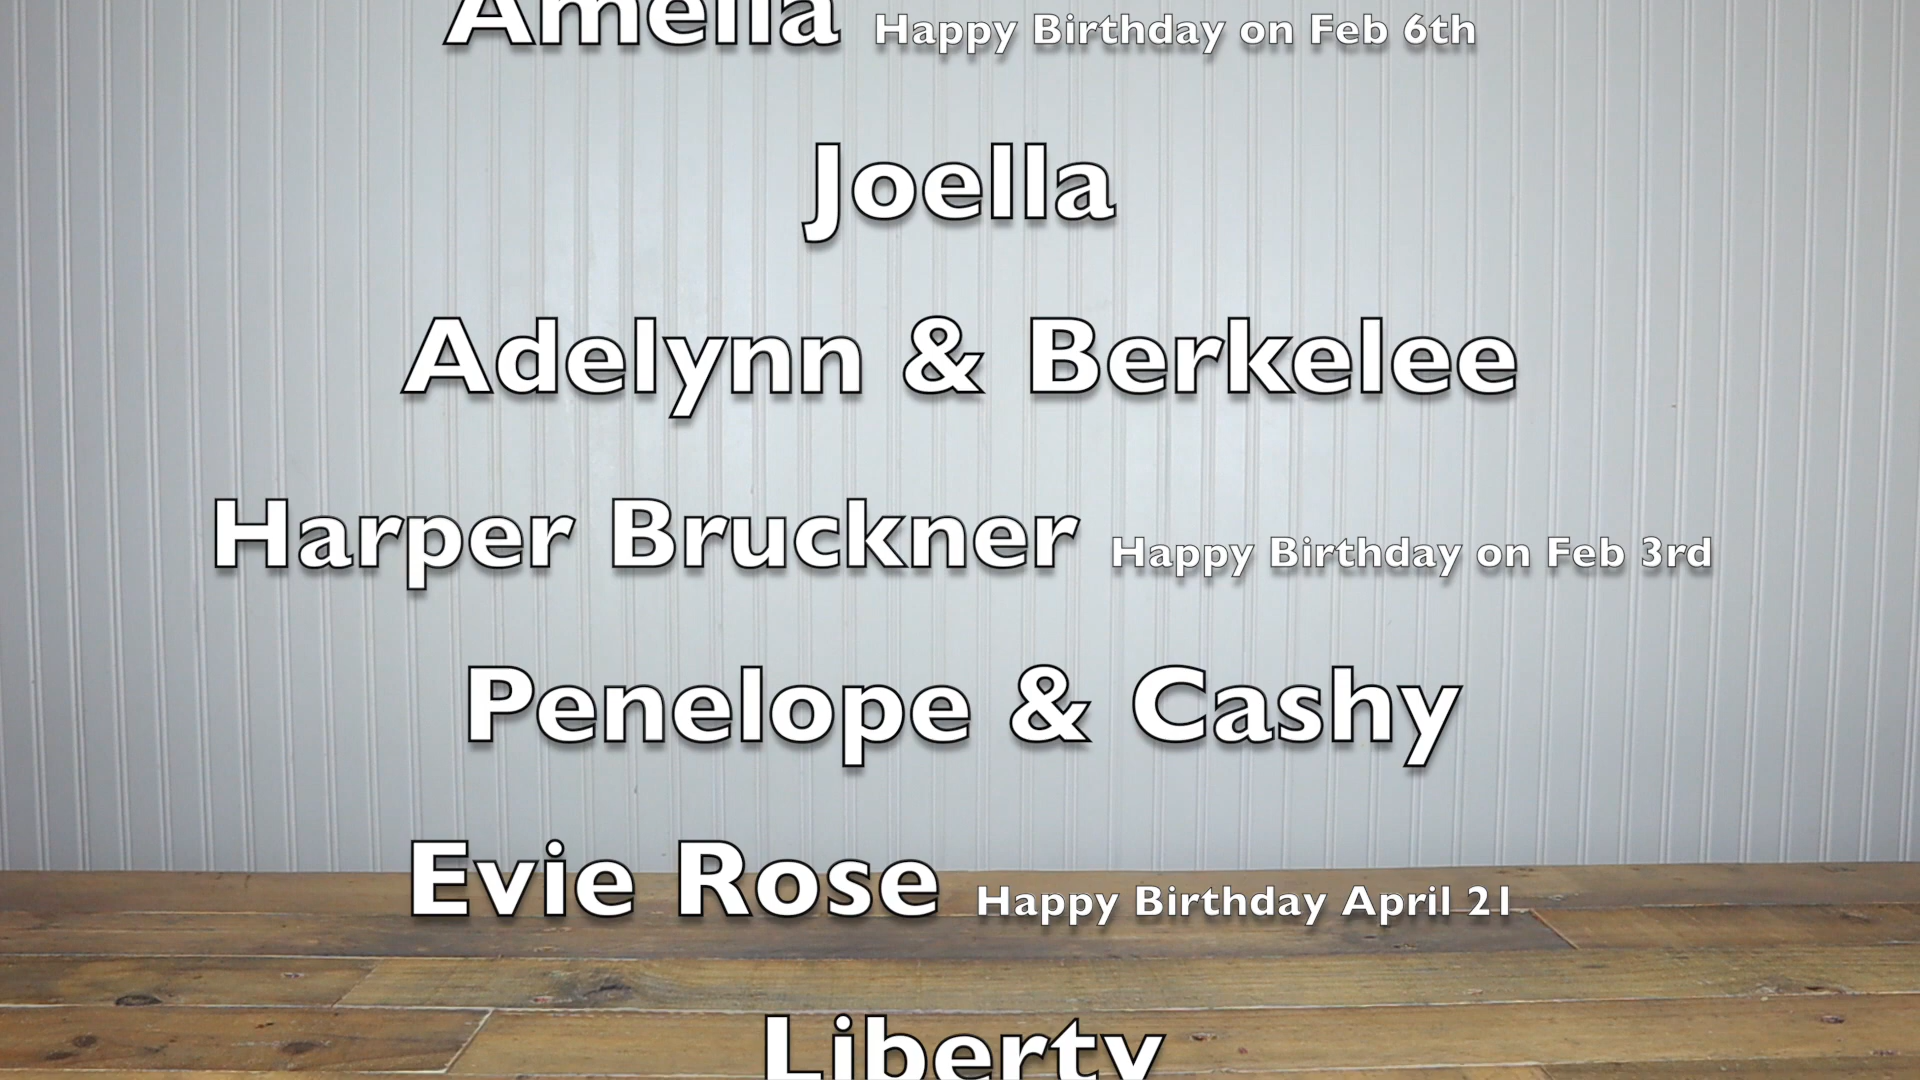 Amelia Happy Birthday on Feb 6th
Joella
Adelynn & Berkelee
Harper Bruckner Happy Birthday on Feb 3rd
Penelope & Cashy
Evie Rose Happy Birthday April 21
Liberty